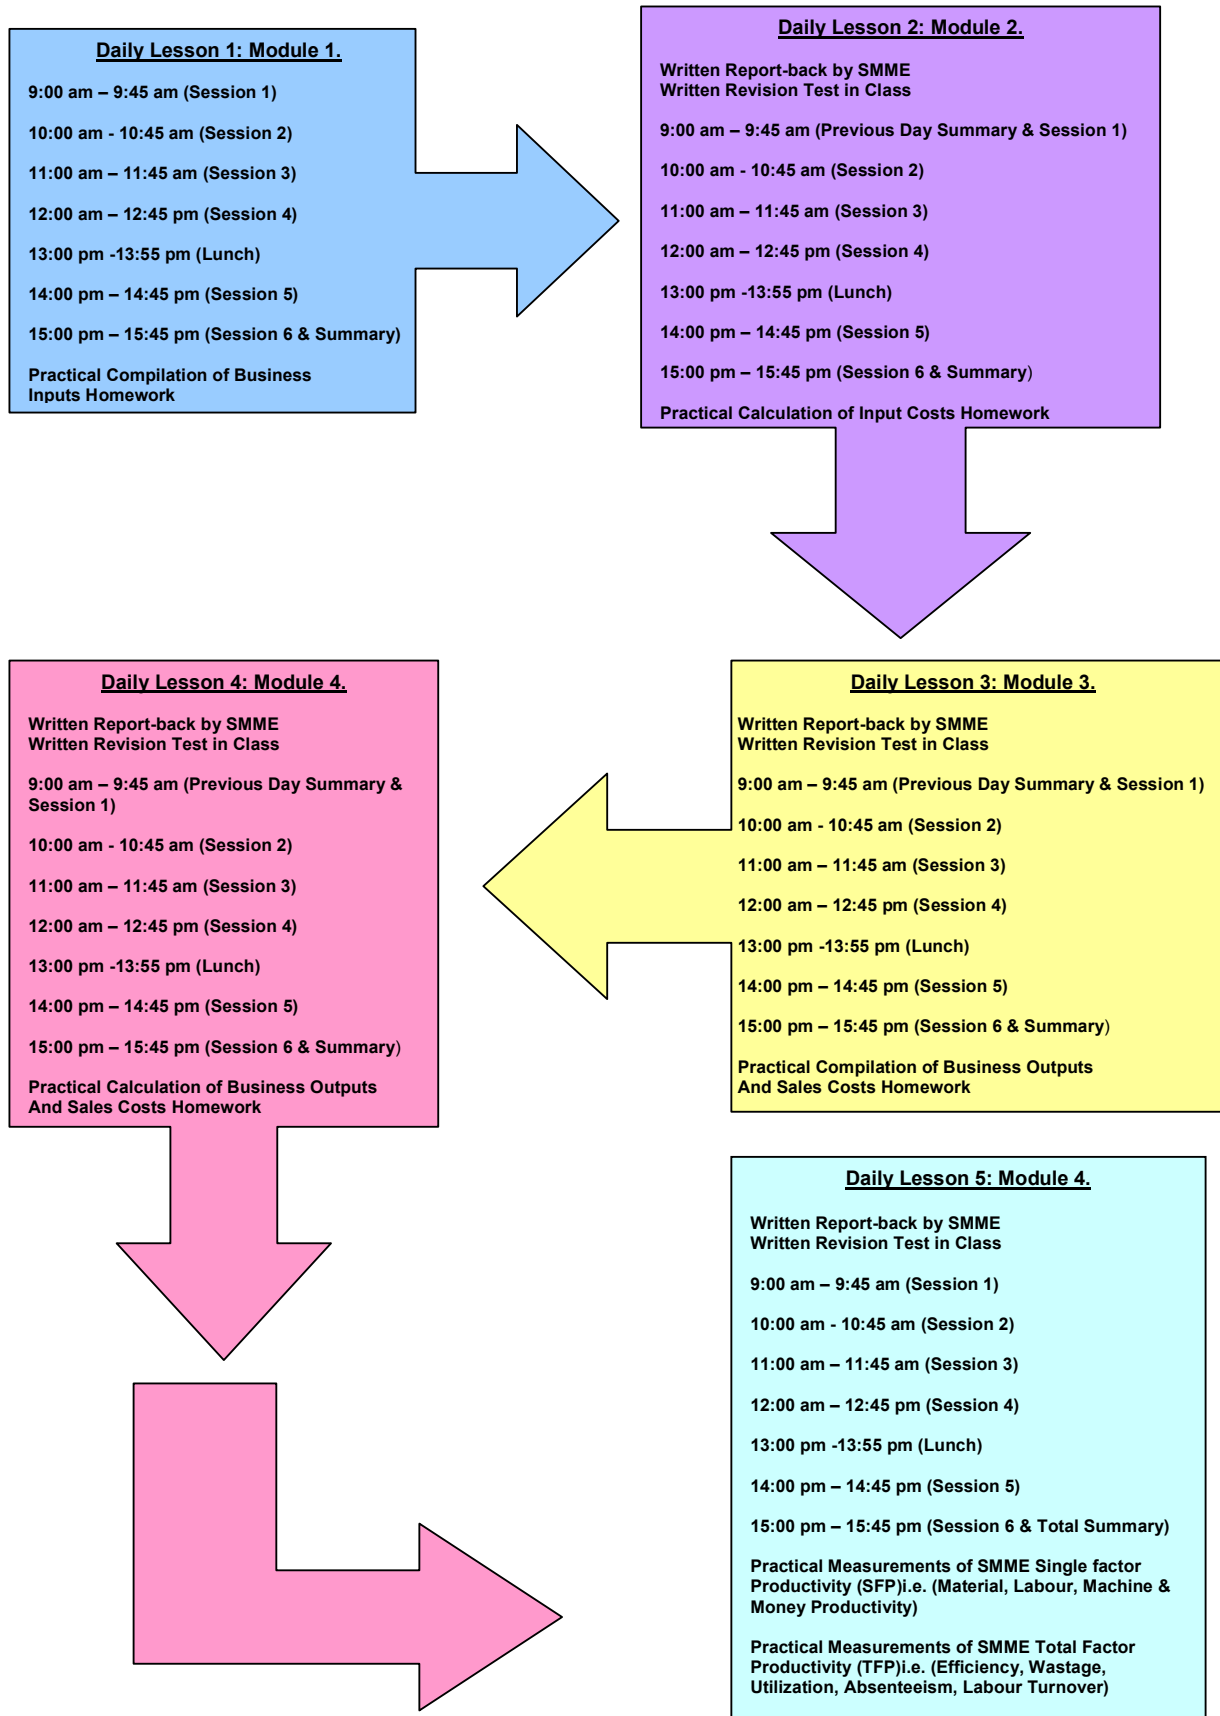 Daily Lesson 1: Module 1.
9:00 am – 9:45 am (Session 1)
10:00 am - 10:45 am (Session 2)
11:00 am – 11:45 am (Session 3)
12:00 am – 12:45 pm (Session 4)
13:00 pm -13:55 pm (Lunch)
14:00 pm – 14:45 pm (Session 5)
15:00 pm – 15:45 pm (Session 6 & Summary)
Practical Compilation of Business
Inputs Homework
Daily Lesson 2: Module 2.
Written Report-back by SMME
Written Revision Test in Class
9:00 am – 9:45 am (Previous Day Summary & Session 1)
10:00 am - 10:45 am (Session 2)
11:00 am – 11:45 am (Session 3)
12:00 am – 12:45 pm (Session 4)
13:00 pm -13:55 pm (Lunch)
14:00 pm – 14:45 pm (Session 5)
15:00 pm – 15:45 pm (Session 6 & Summary)
Practical Calculation of Input Costs Homework
Daily Lesson 3: Module 3.
Written Report-back by SMME
Written Revision Test in Class
9:00 am – 9:45 am (Previous Day Summary & Session 1)
10:00 am - 10:45 am (Session 2)
11:00 am – 11:45 am (Session 3)
12:00 am – 12:45 pm (Session 4)
13:00 pm -13:55 pm (Lunch)
14:00 pm – 14:45 pm (Session 5)
15:00 pm – 15:45 pm (Session 6 & Summary)
Practical Compilation of Business Outputs
And Sales Costs Homework
Daily Lesson 4: Module 4.
Written Report-back by SMME
Written Revision Test in Class
9:00 am – 9:45 am (Previous Day Summary &
Session 1)
10:00 am - 10:45 am (Session 2)
11:00 am – 11:45 am (Session 3)
12:00 am – 12:45 pm (Session 4)
13:00 pm -13:55 pm (Lunch)
14:00 pm – 14:45 pm (Session 5)
15:00 pm – 15:45 pm (Session 6 & Summary)
Practical Calculation of Business Outputs
And Sales Costs Homework
Daily Lesson 5: Module 4.
Written Report-back by SMME
Written Revision Test in Class
9:00 am – 9:45 am (Session 1)
10:00 am - 10:45 am (Session 2)
11:00 am – 11:45 am (Session 3)
12:00 am – 12:45 pm (Session 4)
13:00 pm -13:55 pm (Lunch)
14:00 pm – 14:45 pm (Session 5)
15:00 pm – 15:45 pm (Session 6 & Total Summary)
Practical Measurements of SMME Single factor
Productivity (SFP)i.e. (Material, Labour, Machine &
Money Productivity)
Practical Measurements of SMME Total Factor
Productivity (TFP)i.e. (Efficiency, Wastage,
Utilization, Absenteeism, Labour Turnover)